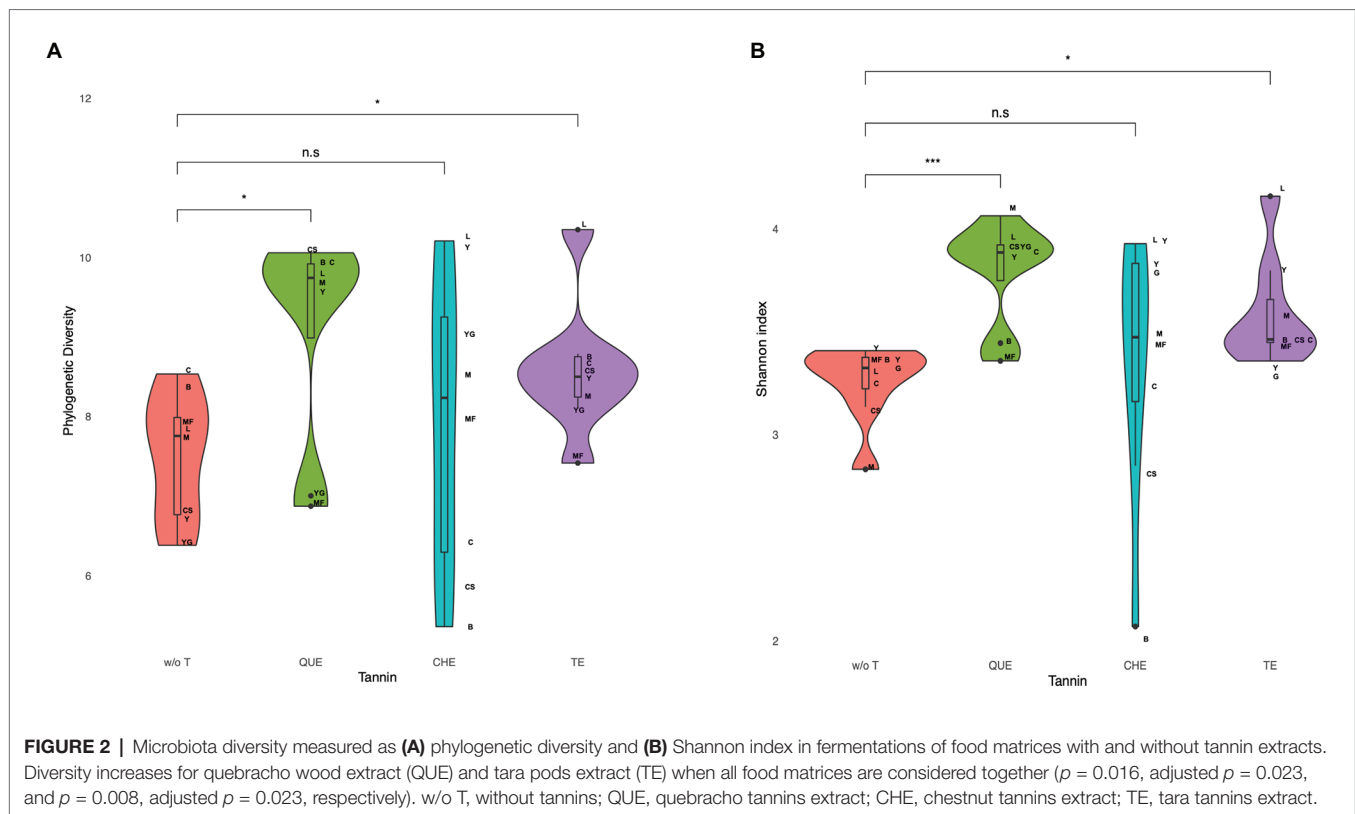 A
B
12
10
8
6
Phylogenetic Diversity
*
n.s
*
C
B
MF
L
M
CS
Y
YG
CS
B C
L
M
Y
YG
MF
L
Y
YG
M
MF
C
CS
B
L
B
C
CS
Y
M
YG
MF
w/o T
QUE
CHE
TE
Tannin
4
3
2
Shannon index
*
n.s
***
Y
MF B Y
L G
C
CS
M
M
L
CS YG C
Y
B
MF
L Y
Y
G
M
MF
C
CS
B
L
Y
M
B CS C
MF
Y
G
w/o T
QUE
CHE
TE
Tannin
FIGURE 2 | Microbiota diversity measured as (A) phylogenetic diversity and (B) Shannon index in fermentations of food matrices with and without tannin extracts.
Diversity increases for quebracho wood extract (QUE) and tara pods extract (TE) when all food matrices are considered together (p = 0.016, adjusted p = 0.023,
and p = 0.008, adjusted p = 0.023, respectively). w/o T, without tannins; QUE, quebracho tannins extract; CHE, chestnut tannins extract; TE, tara tannins extract.